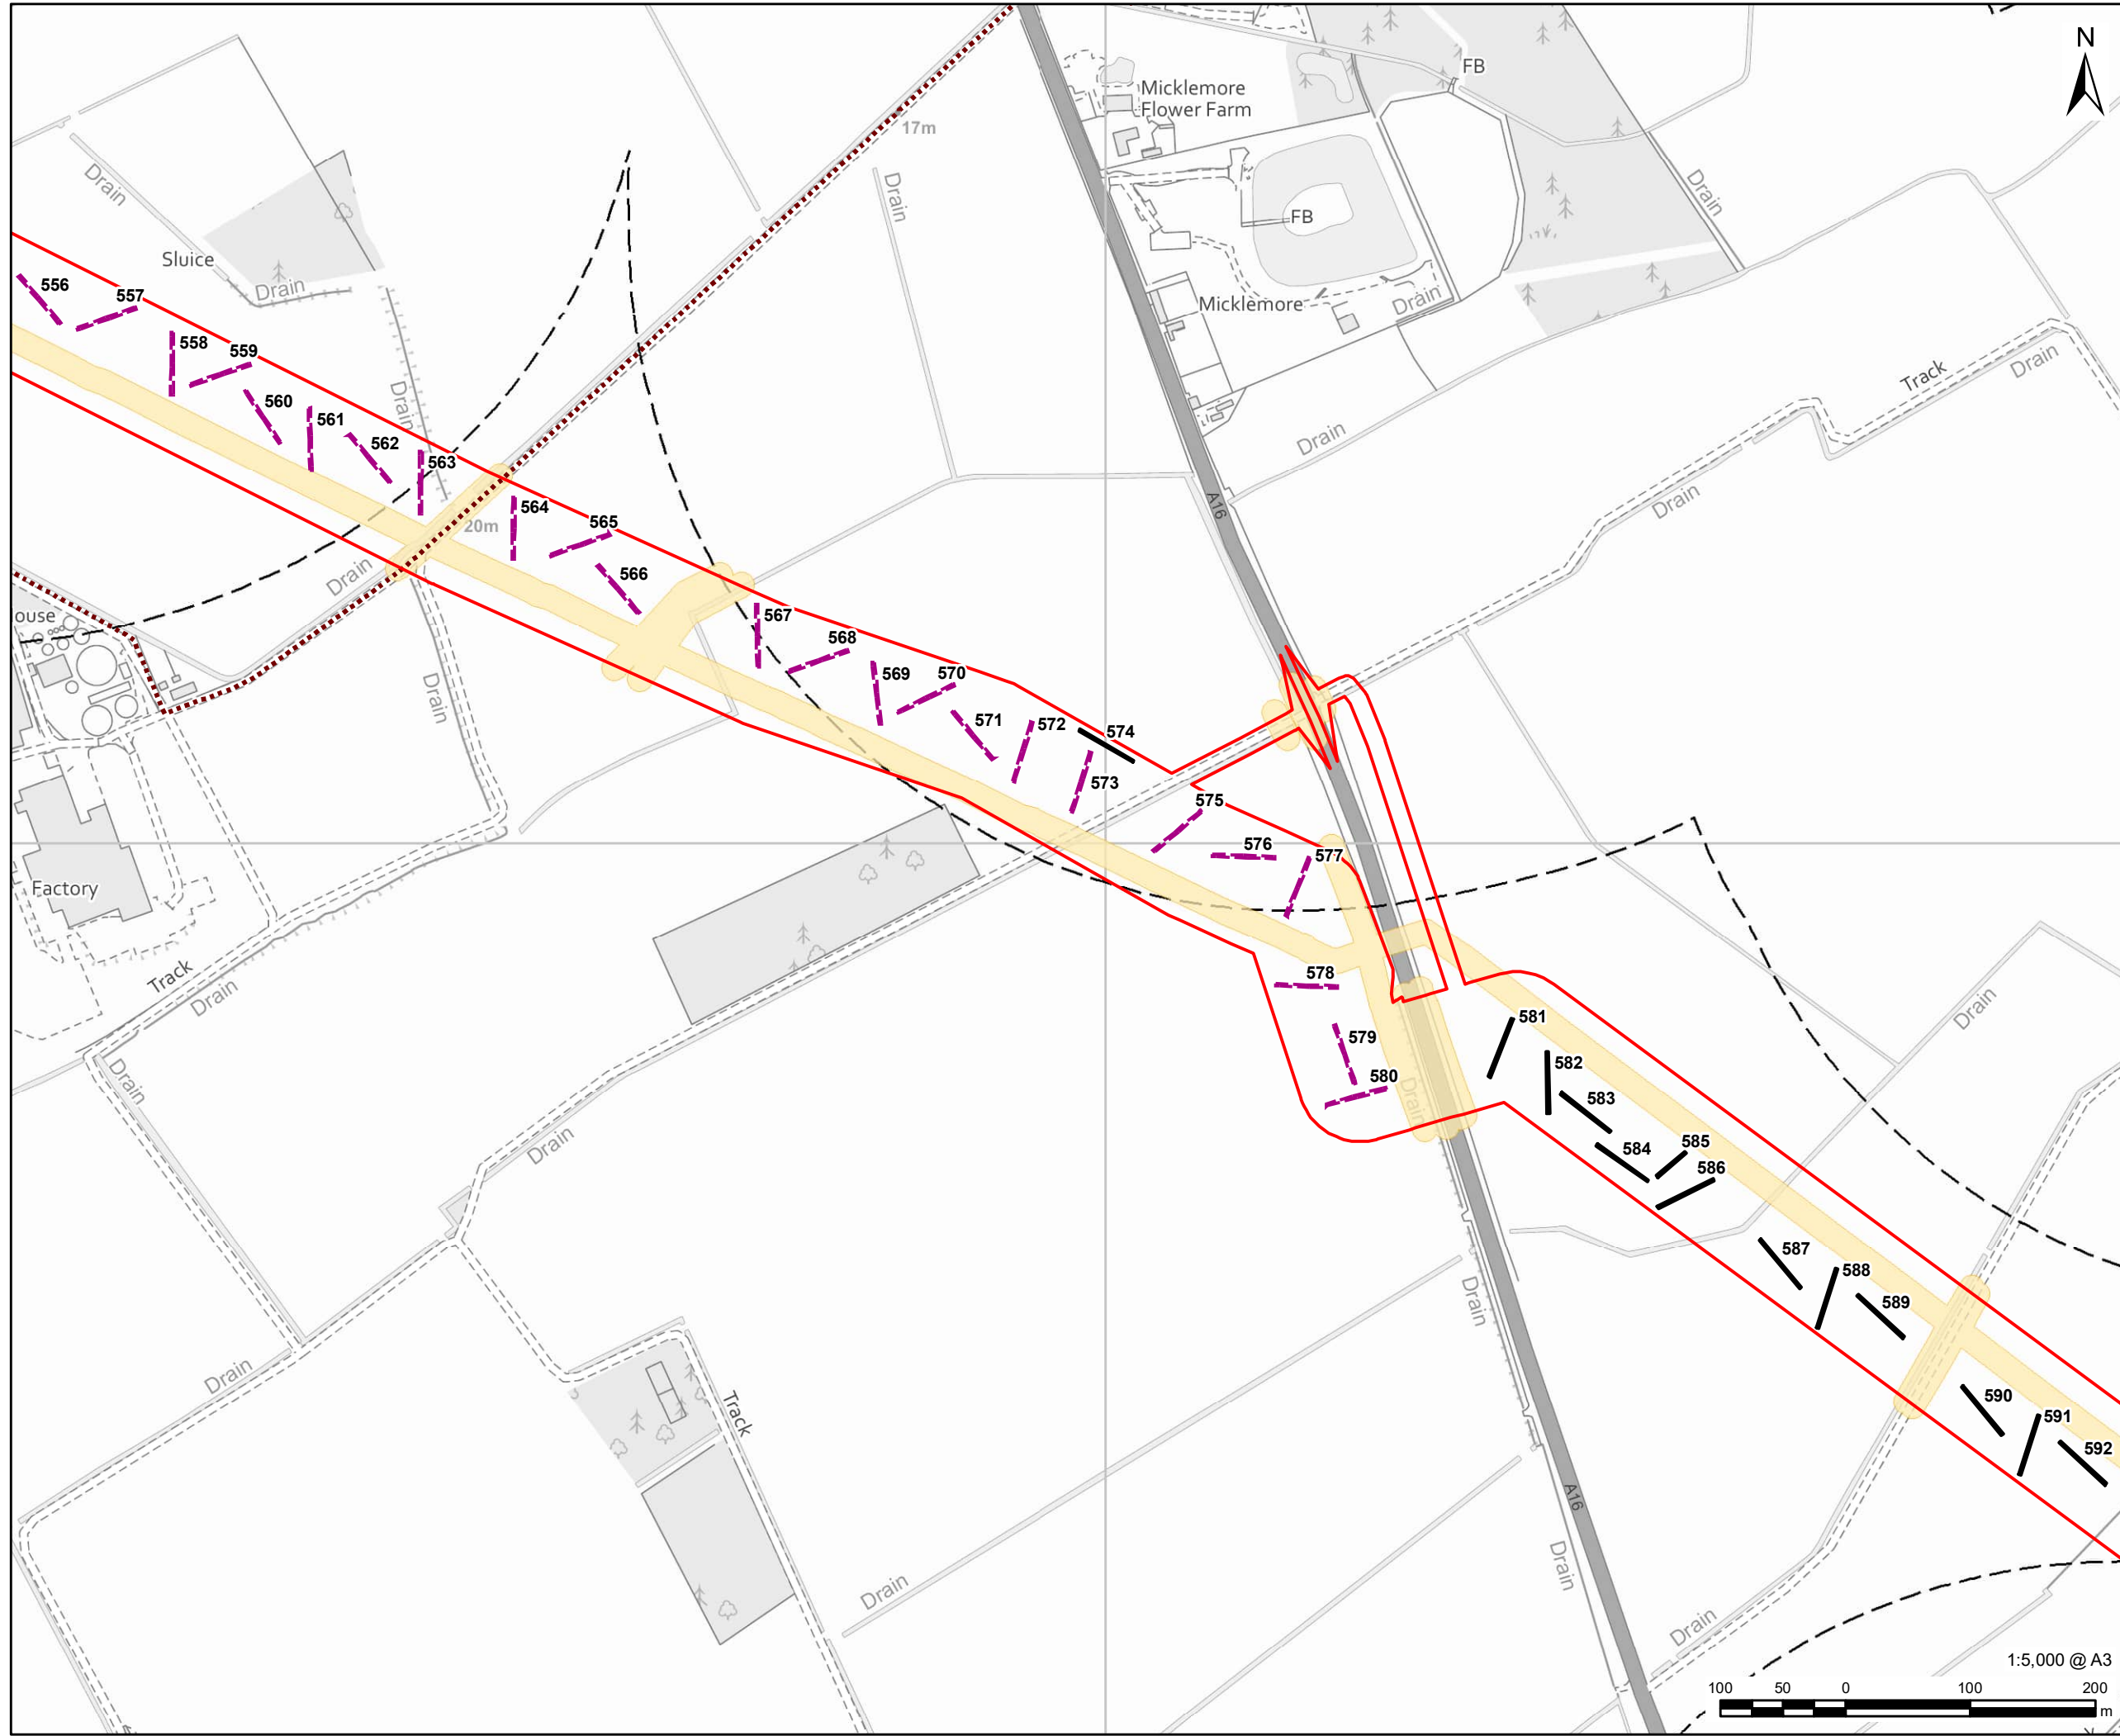 N
FB
Micklemore
Flower Farm
17m
Drain
Drain
Drain
FB
Sluice
556
557
Drain
Micklemore
Drain
558
559
Track
Drain
560
561
Drain
562
Drain
563
A16
Drain
564
20m
565
566
Drain
ouse
567
568
569
570
Drain
571
572
574
573
575
576
577
Factory
Track
578
Drain
Drain
581
579
582
580
Drain
583
Drain
584
585
Drain
586
587
588
Drain
589
Drain
590
Track
591
592
A16
Drain
Drain
Drain
1:5,000 @ A3
100 50 0 100 200
m